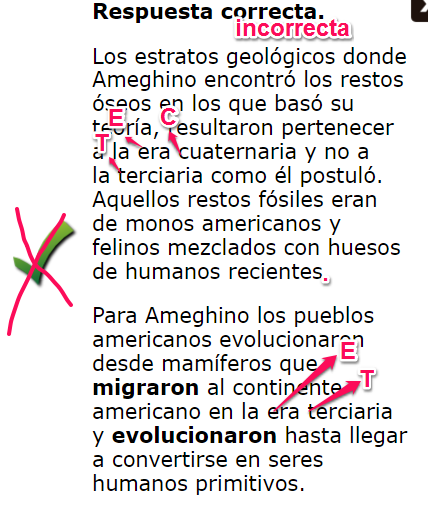 Respuesta correcta.
incorrecta
Los estratos geológicos donde
Ameghino encontró los restos
óseos en los que basó su
E C
teoría, resultaron pertenecer
T
a la era cuaternaria y no a
la terciaria como él postuló.
Aquellos restos fósiles eran
de monos americanos y
felinos mezclados con huesos
de humanos recientes.
Para Ameghino los pueblos
americanos evolucionaron
E
desde mamíferos que
T
migraron al continente
americano en la era terciaria
y evolucionaron hasta llegar
a convertirse en seres
humanos primitivos.